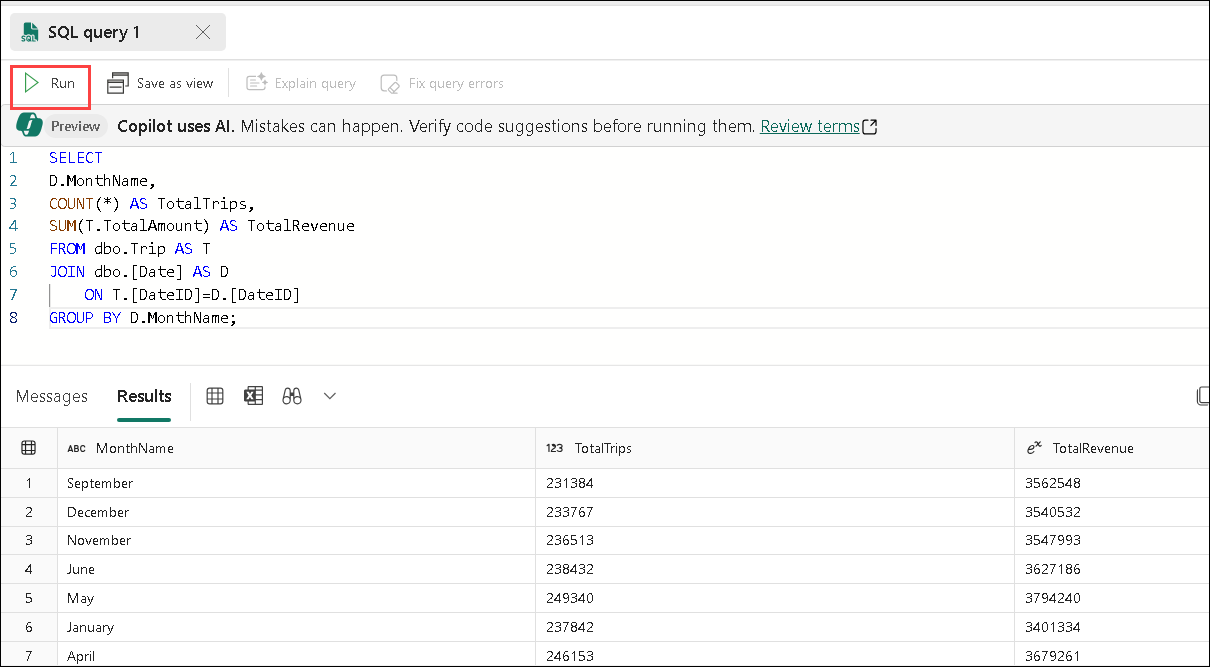 SQL query 1
Run Save as view Explain query Fix query errors
Preview Copilot uses AI. Mistakes can happen. Verify code suggestions before running them. Review terms
1 SELECT
2 D.MonthName,
3 COUNT(*) AS TotalTrips,
4 SUM(T.TotalAmount) AS TotalRevenue
5 FROM dbo.Trip AS T
6 JOIN dbo.[Date] AS D
7 ON T.[DateID]=D.[DateID]
8 GROUP BY D.MonthName;
Messages Results
ABC MonthName 123 TotalTrips eˣ TotalRevenue
1 September 231384 3562548
2 December 233767 3540532
3 November 236513 3547993
4 June 238432 3627186
5 May 249340 3794240
6 January 237842 3401334
7 April 246153 3679261